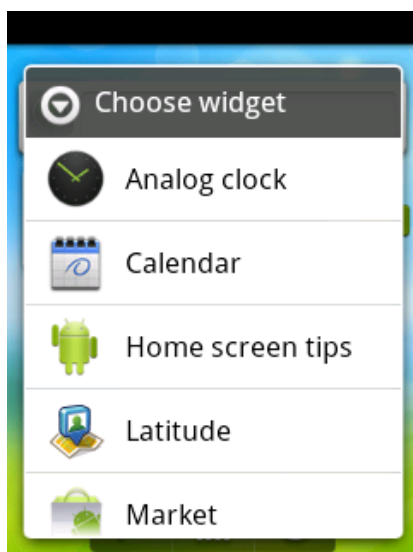 Choose widget
Analog clock
Calendar
Home screen tips
Latitude
Market